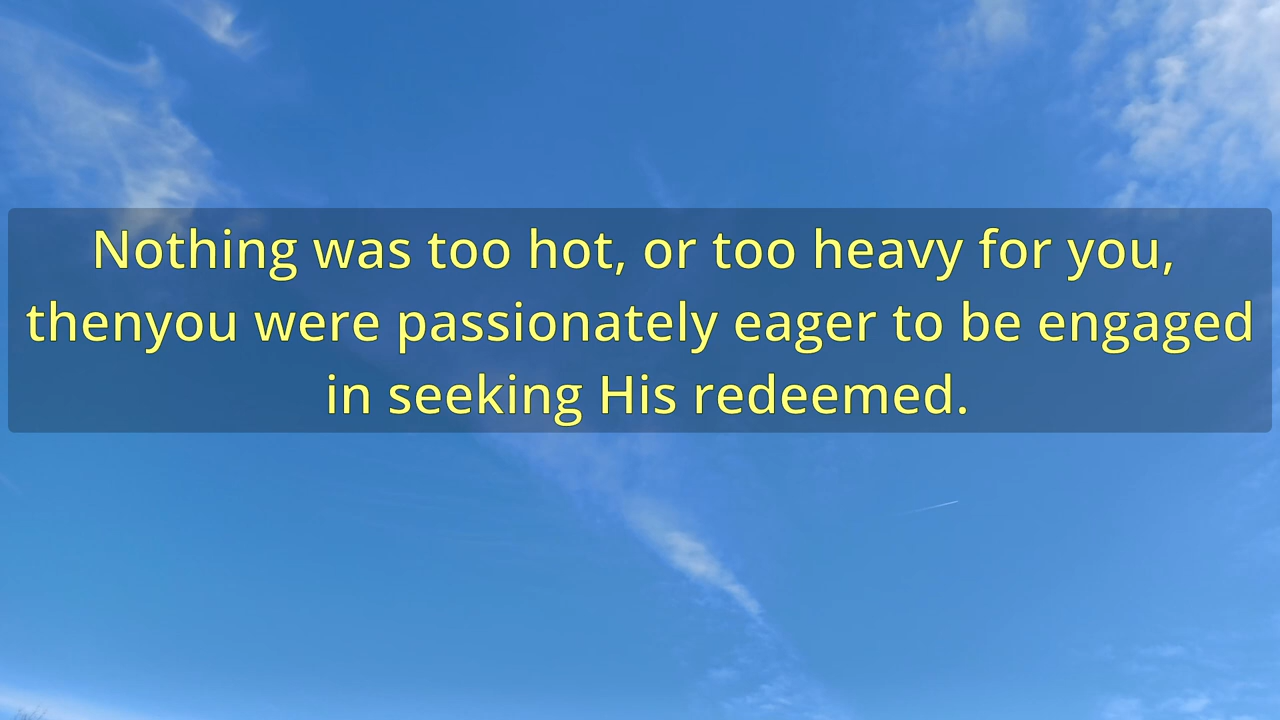 Nothing was too hot, or too heavy for you,
thenyou were passionately eager to be engaged
in seeking His redeemed.